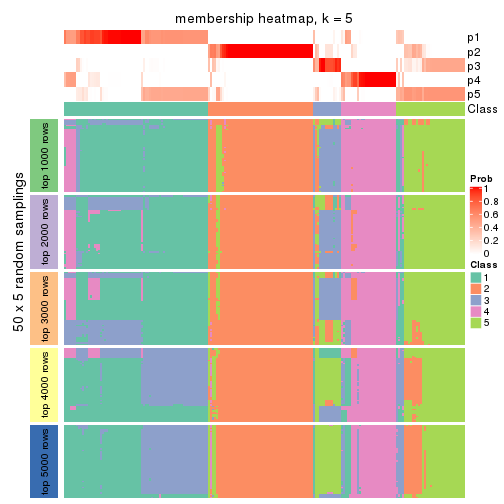 membership heatmap, k = 5
p1
p2
p3
p4
p5
Class
50 x 5 random samplings
top 1000 rows
top 2000 rows
top 3000 rows
top 4000 rows
top 5000 rows
Prob
1
0.8
0.6
0.4
0.2
0
Class
1
2
3
4
5